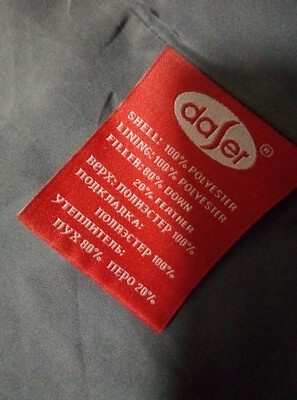 daser
®
SHELL: 100% POLYESTER
LINING: 100% POLYESTER
FILLER: 80% DOWN
20% FEATHER
ВЕРХ: ПОЛИЭСТЕР 100%
ПОДКЛАДКА:
ПОЛИЭСТЕР 100%
УТЕПЛИТЕЛЬ:
ПУХ 80% ПЕРО 20%